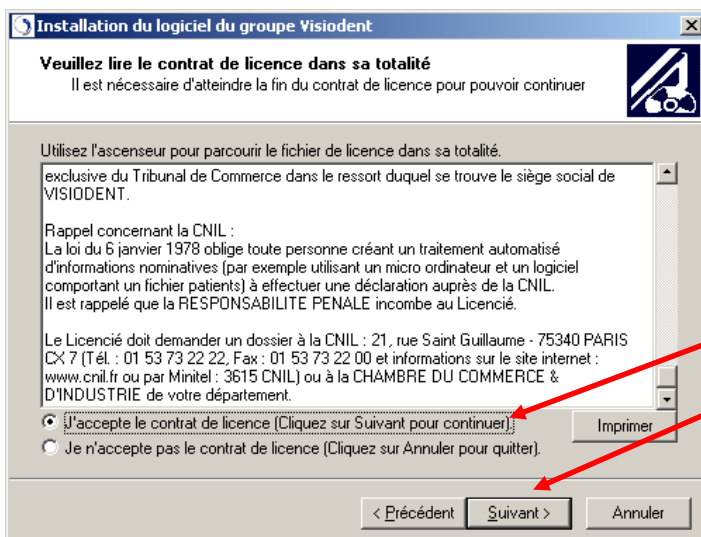 Installation du logiciel du groupe Visiodent
Veuillez lire le contrat de licence dans sa totalité
Il est nécessaire d'atteindre la fin du contrat de licence pour pouvoir continuer
Utilisez l'ascenseur pour parcourir le fichier de licence dans sa totalité.
exclusive du Tribunal de Commerce dans le ressort duquel se trouve le siège social de
VISIODENT.
Rappel concernant la CNIL :
La loi du 6 janvier 1978 oblige toute personne créant un traitement automatisé
d'informations nominatives (par exemple utilisant un micro ordinateur et un logiciel
comportant un fichier patients) à effectuer une déclaration auprès de la CNIL.
Il est rappelé que la RESPONSABILITE PENALE incombe au Licencié.
Le Licencié doit demander un dossier à la CNIL : 21, rue Saint Guillaume - 75340 PARIS
CX 7 (Tél. : 01 53 73 22 22, Fax : 01 53 73 22 00 et informations sur le site internet :
www.cnil.fr ou par Minitel : 3615 CNIL) ou à la CHAMBRE DU COMMERCE &
D'INDUSTRIE de votre département.
J'accepte le contrat de licence (Cliquez sur Suivant pour continuer).
Imprimer
Je n'accepte pas le contrat de licence (Cliquez sur Annuler pour quitter).
< Précédent Suivant > Annuler